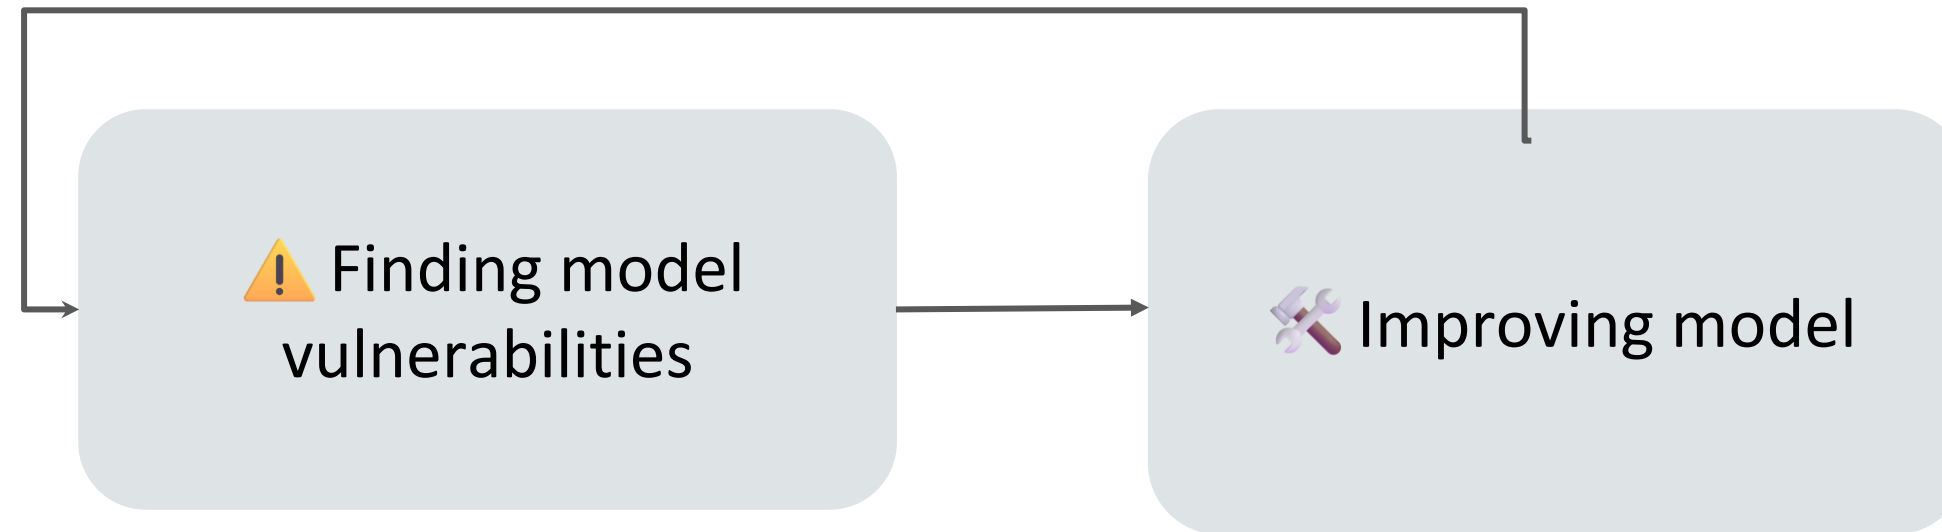 ⚠️ Finding model
vulnerabilities
🛠️ Improving model